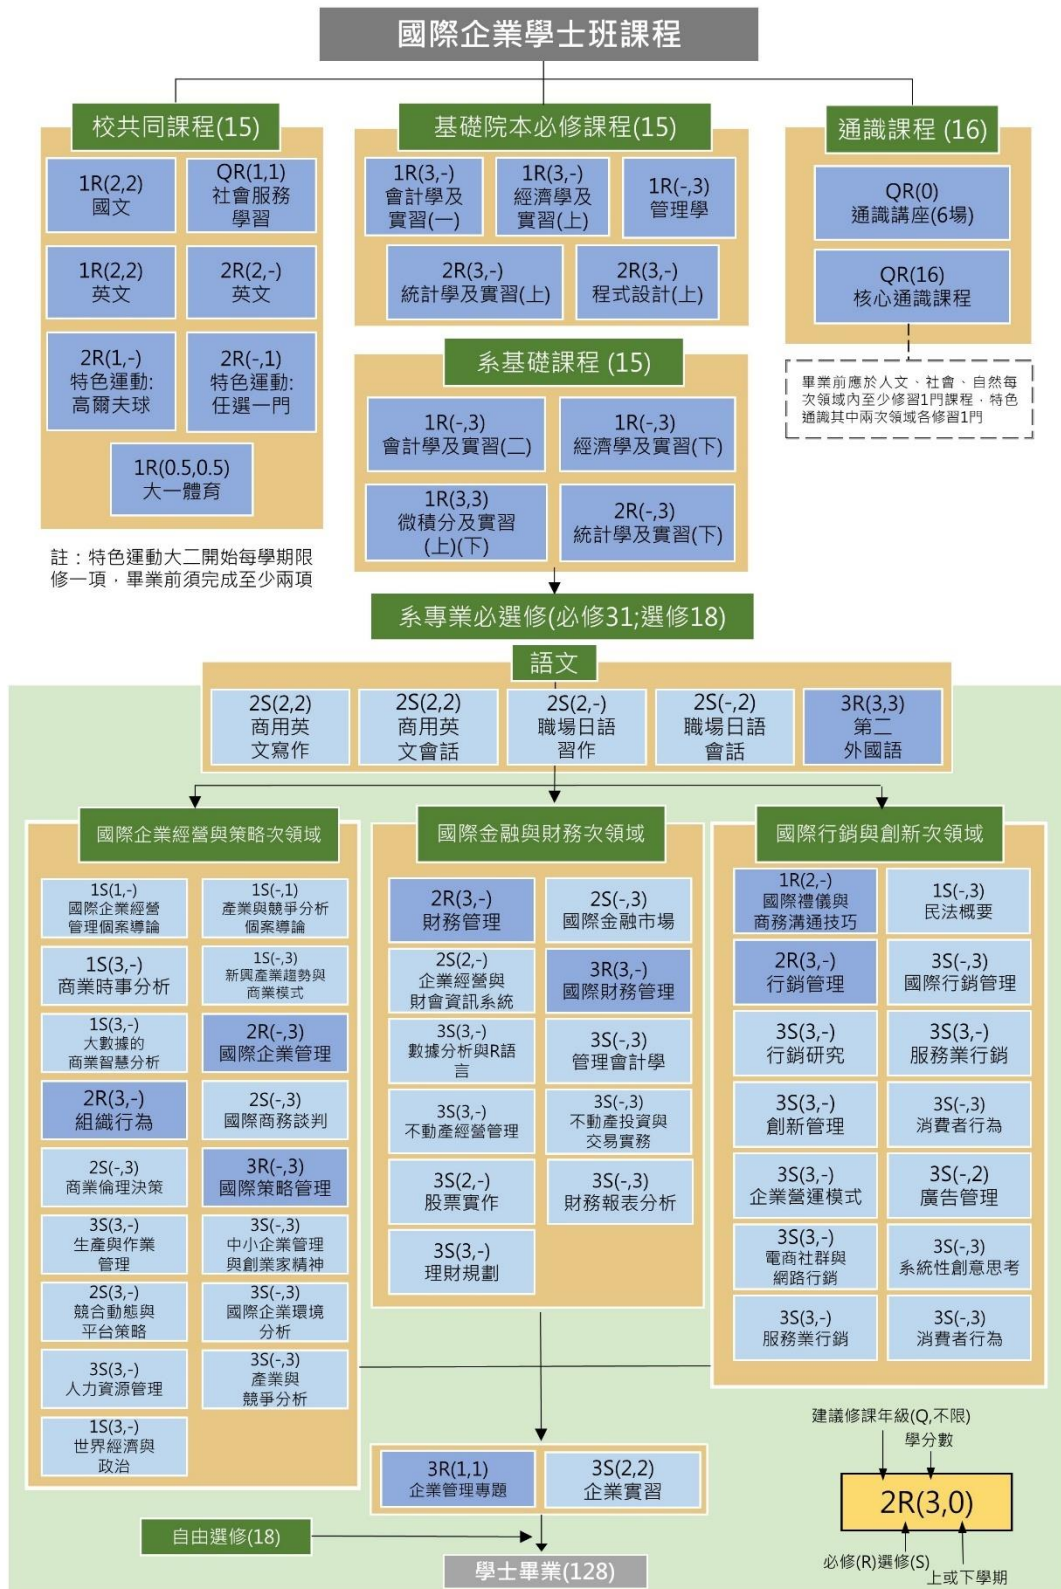 國際企業學士班課程
校共同課程(15)
1R(2,2)
國文
QR(1,1)
社會服務
學習
1R(2,2)
英文
2R(2,-)
英文
2R(1,-)
特色運動:
高爾夫球
2R(-,1)
特色運動:
任選一門
1R(0.5,0.5)
大一體育
註：特色運動大二開始每學期限
修一項，畢業前須完成至少兩項
基礎院本必修課程(15)
1R(3,-)
會計學及
實習(一)
1R(3,-)
經濟學及
實習(上)
1R(-,3)
管理學
2R(3,-)
統計學及實習(上)
2R(3,-)
程式設計(上)
通識課程(16)
QR(0)
通識講座(6場)
QR(16)
核心通識課程
畢業前應於人文、社會、自然每
次領域內至少修習1門課程，特色
通識其中兩次領域各修習1門
系基礎課程(15)
1R(-,3)
會計學及實習(二)
1R(-,3)
經濟學及實習(下)
1R(3,3)
微積分及實習
(上)(下)
2R(-,3)
統計學及實習(下)
系專業必選修(必修31;選修18)
語文
2S(2,2)
商用英
文寫作
2S(2,2)
商用英
文會話
2S(2,-)
職場日語
習作
2S(-,2)
職場日語
會話
3R(3,3)
第二
外國語
國際企業經營與策略次領域
1S(1,-)
國際企業經營
管理個案導論
1S(-,1)
產業與競爭分析
個案導論
1S(3,-)
商業時事分析
1S(-,3)
新興產業趨勢與
商業模式
1S(3,-)
大數據的
商業智慧分析
2R(-,3)
國際企業管理
2R(3,-)
組織行為
2S(-,3)
國際商務談判
2S(-,3)
商業倫理決策
3R(-,3)
國際策略管理
3S(3,-)
生產與作業
管理
3S(-,3)
中小企業管理
與創業家精神
2S(3,-)
競合動態與
平台策略
3S(-,3)
國際企業環境
分析
3S(3,-)
人力資源管理
3S(-,3)
產業與
競爭分析
1S(3,-)
世界經濟與
政治
國際金融與財務次領域
2R(3,-)
財務管理
2S(-,3)
國際金融市場
2S(2,-)
企業經營與
財會資訊系統
3R(3,-)
國際財務管理
3S(3,-)
數據分析與R語
言
3S(-,3)
管理會計學
3S(3,-)
不動產經營管理
3S(-,3)
不動產投資與
交易實務
3S(2,-)
股票實作
3S(-,3)
財務報表分析
3S(3,-)
理財規劃
國際行銷與創新次領域
1R(2,-)
國際禮儀與
商務溝通技巧
1S(-,3)
民法概要
2R(3,-)
行銷管理
3S(-,3)
國際行銷管理
3S(3,-)
行銷研究
3S(3,-)
服務業行銷
3S(3,-)
創新管理
3S(-,3)
消費者行為
3S(3,-)
企業營運模式
3S(-,2)
廣告管理
3S(3,-)
電商社群與
網路行銷
3S(-,3)
系統性創意思考
3S(3,-)
服務業行銷
3S(-,3)
消費者行為
3R(1,1)
企業管理專題
3S(2,2)
企業實習
自由選修(18)
學士畢業(128)
建議修課年級(Q,不限)
學分數
2R(3,0)
必修(R)選修(S)
上或下學期